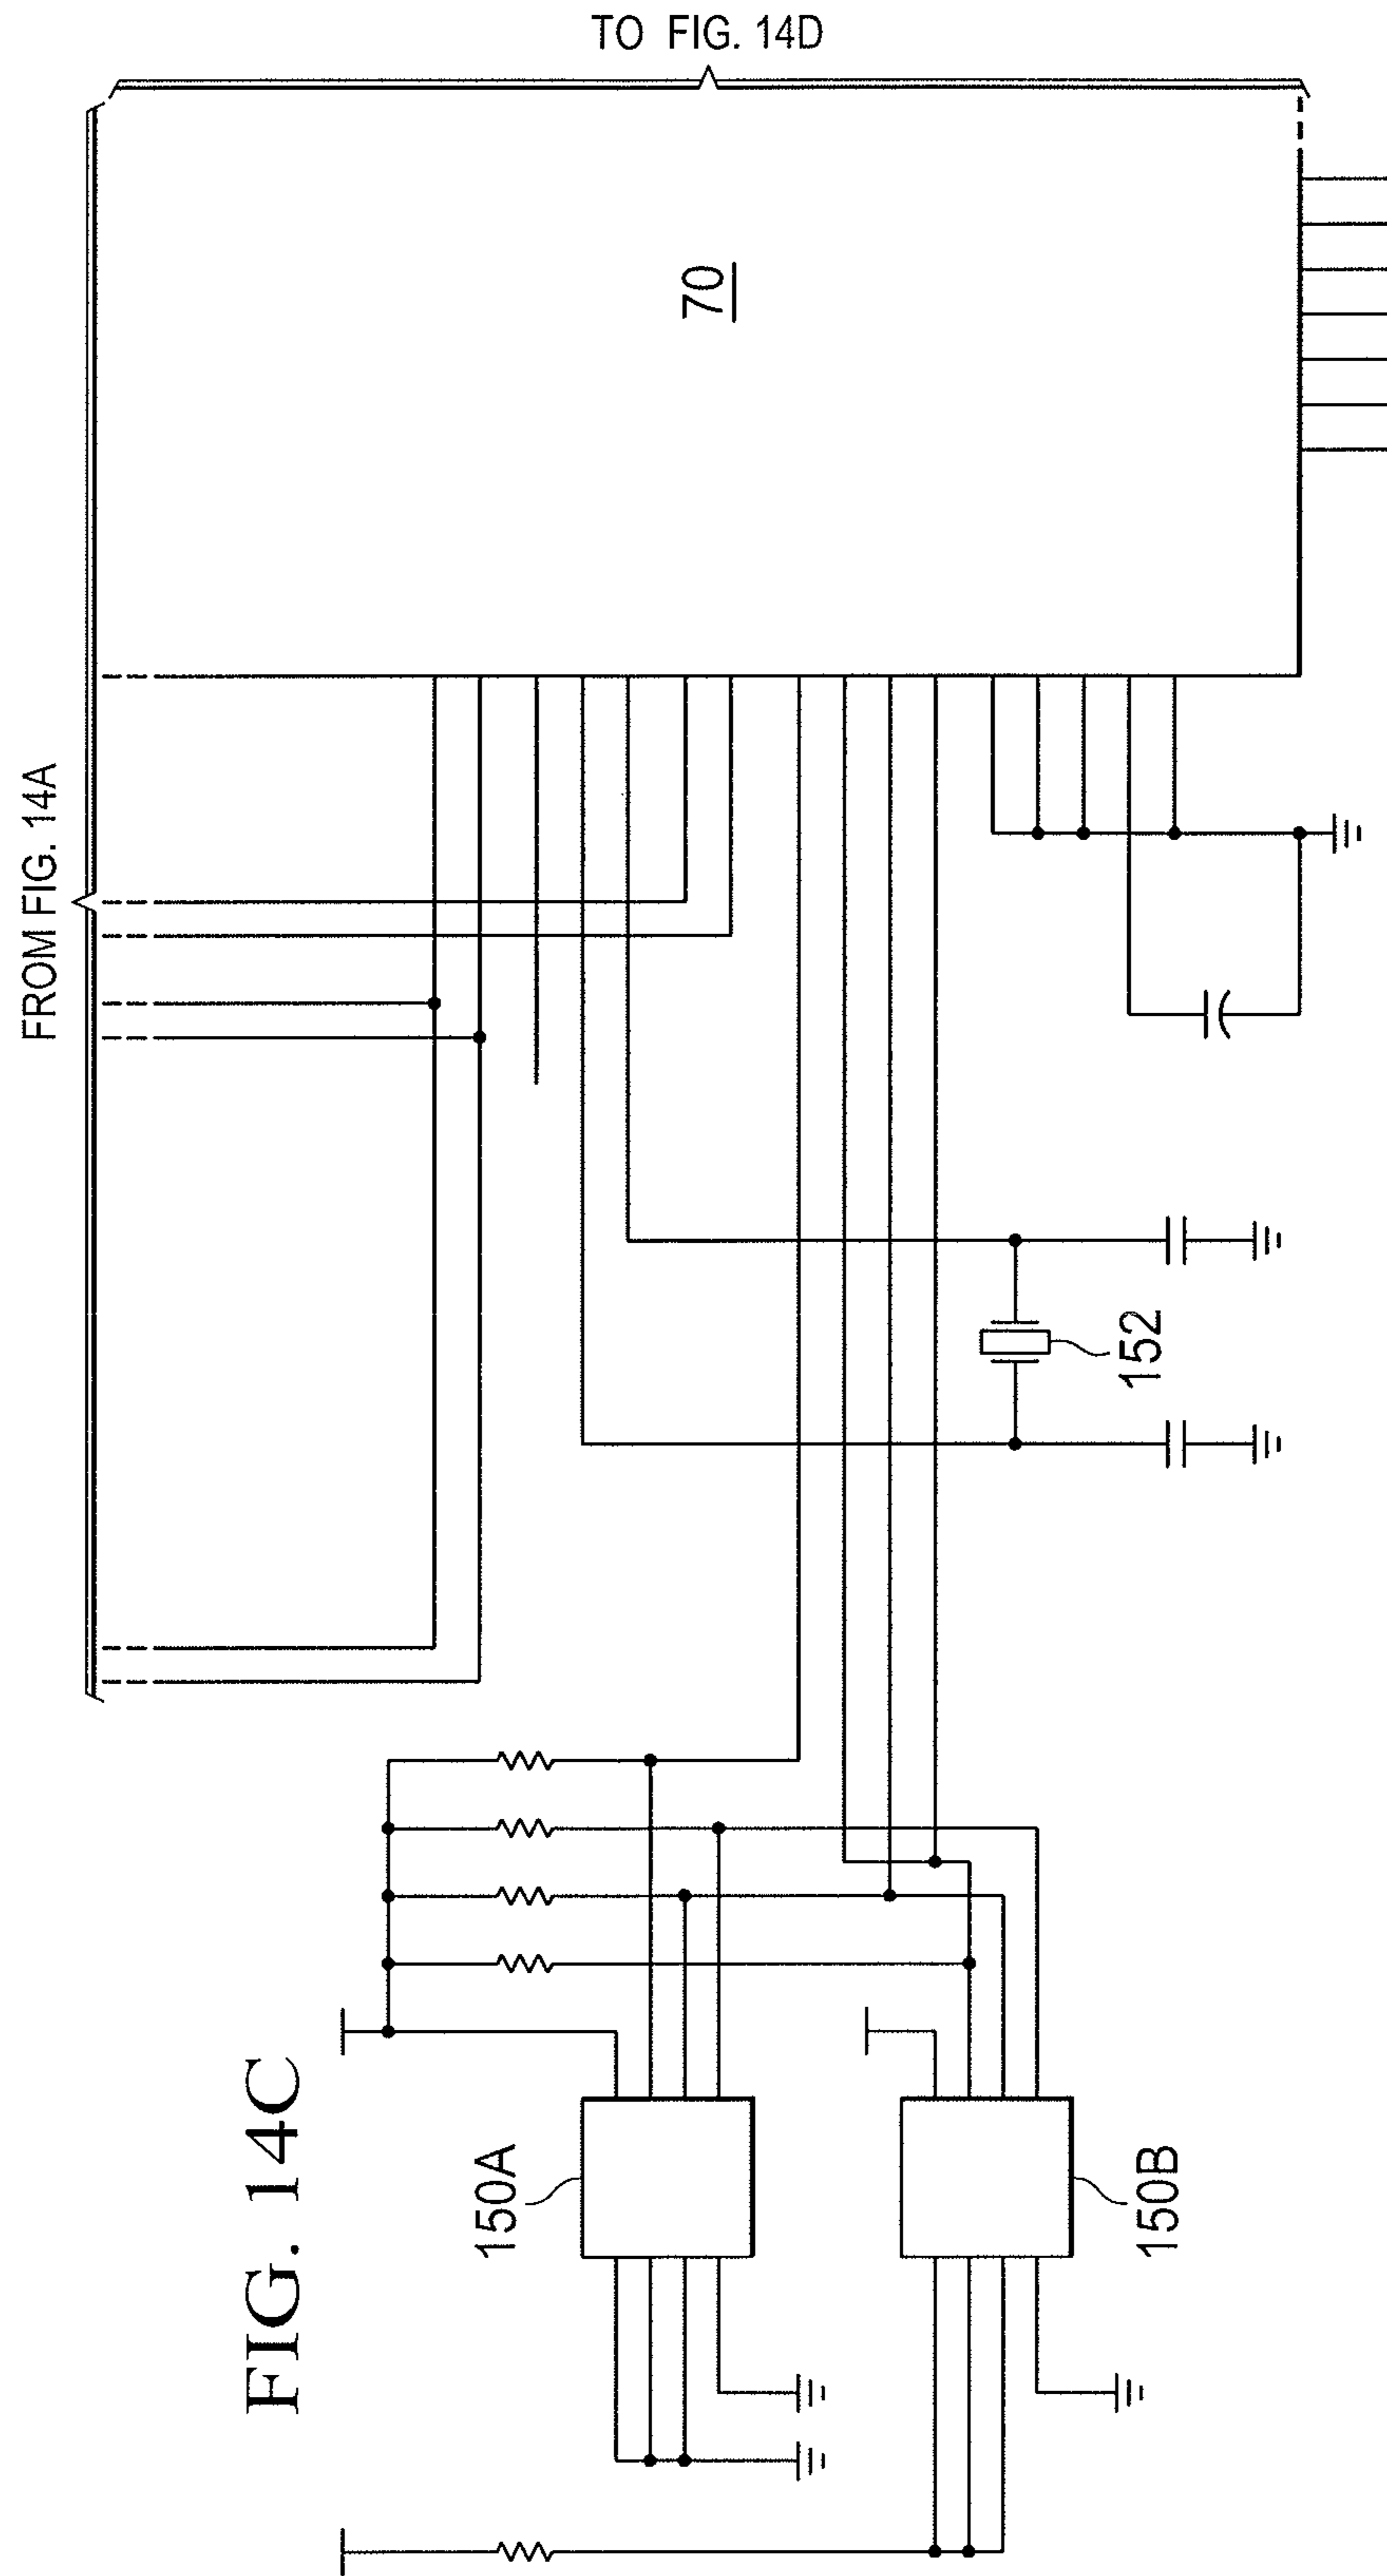 TO FIG. 14D
FROM FIG. 14A
70
152
FIG. 14C
150A
150B